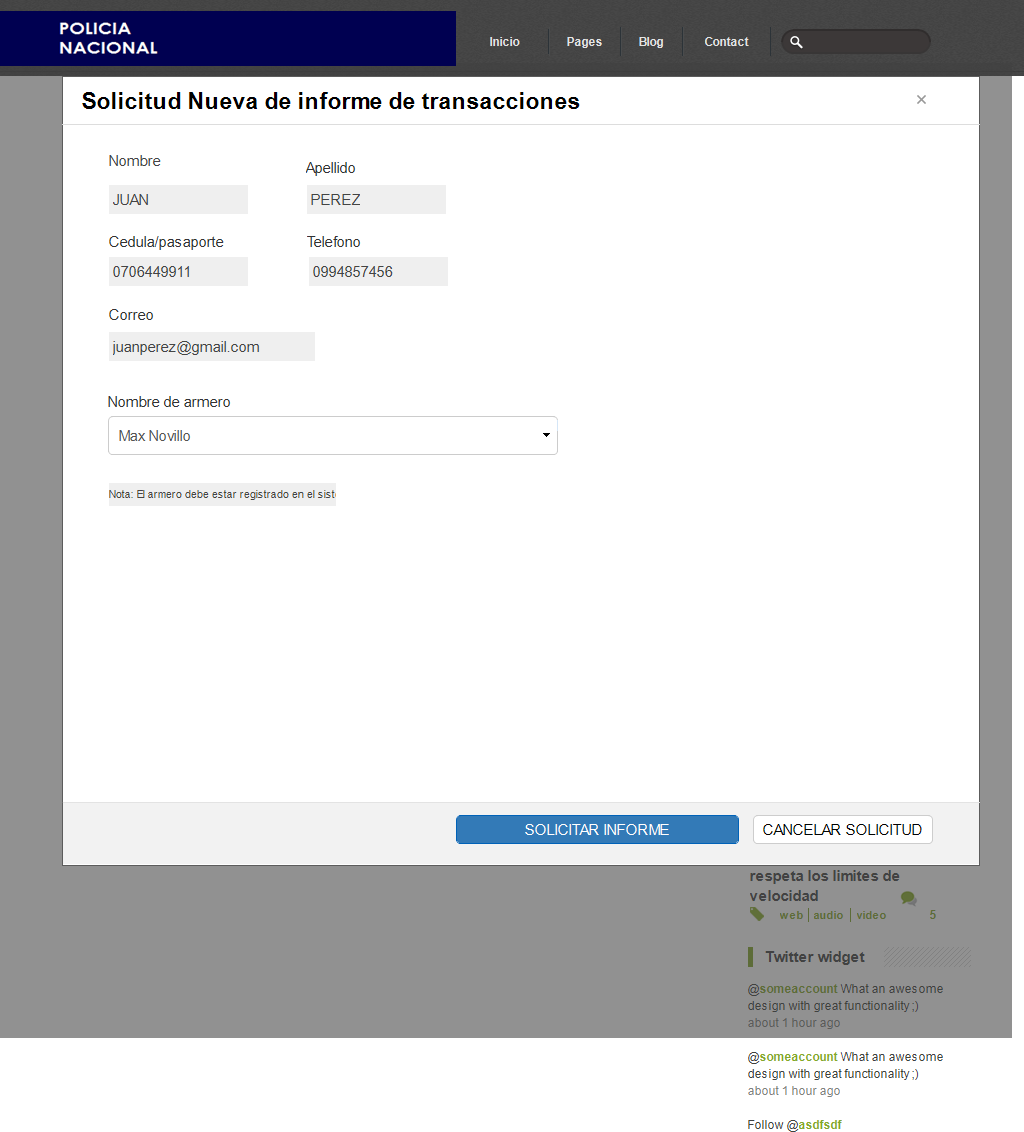 POLICIA
NACIONAL
Inicio
Pages
Blog
Contact
Solicitud Nueva de informe de transacciones
×
Nombre
Apellido
JUAN
PEREZ
Cedula/pasaporte
Telefono
0706449911
0994857456
Correo
juanperez@gmail.com
Nombre de armero
Max Novillo
Nota: El armero debe estar registrado en el sist
SOLICITAR INFORME
CANCELAR SOLICITUD
respeta los limites de
velocidad
web | audio | video 5
Twitter widget
@someaccount What an awesome
design with great functionality ;)
about 1 hour ago
@someaccount What an awesome
design with great functionality ;)
about 1 hour ago
Follow @asdfsdf